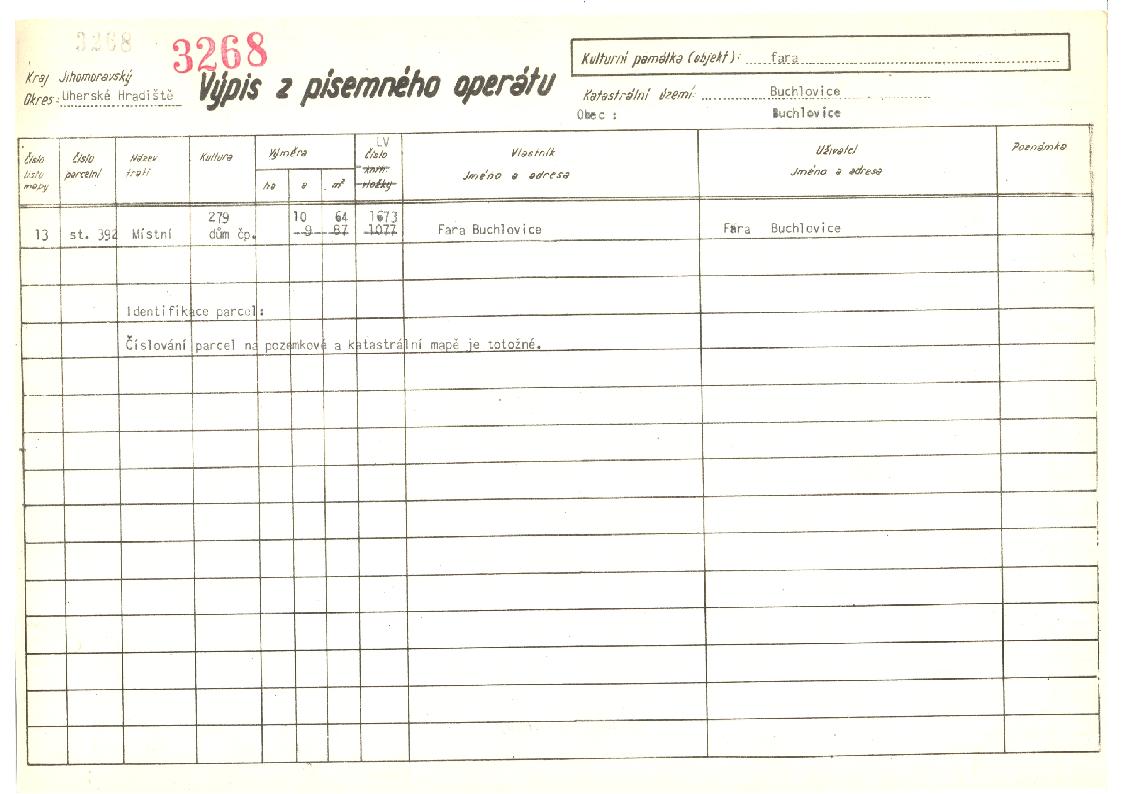 3268
3268
Kraj Jihomoravský
Okres: Uherské Hradiště
Výpis z písemného operátu
Kulturní památka (objekt): fara
Katastrální území: Buchlovice
Obec : Buchlovice
Číslo listu mapy
Číslo parcelní
Název trati
Kultura
Výměra
ha a m²
LV
číslo
knih.
vložky
Vlastník
Jméno a adresa
Uživatel
Jméno a adresa
Poznámka
279 10 64 1673
13 st. 392 Místní dům čp. 9 87 1077 Fara Buchlovice Fara Buchlovice
Identifikace parcel:
Číslování parcel na pozemkové a katastrální mapě je totožné.